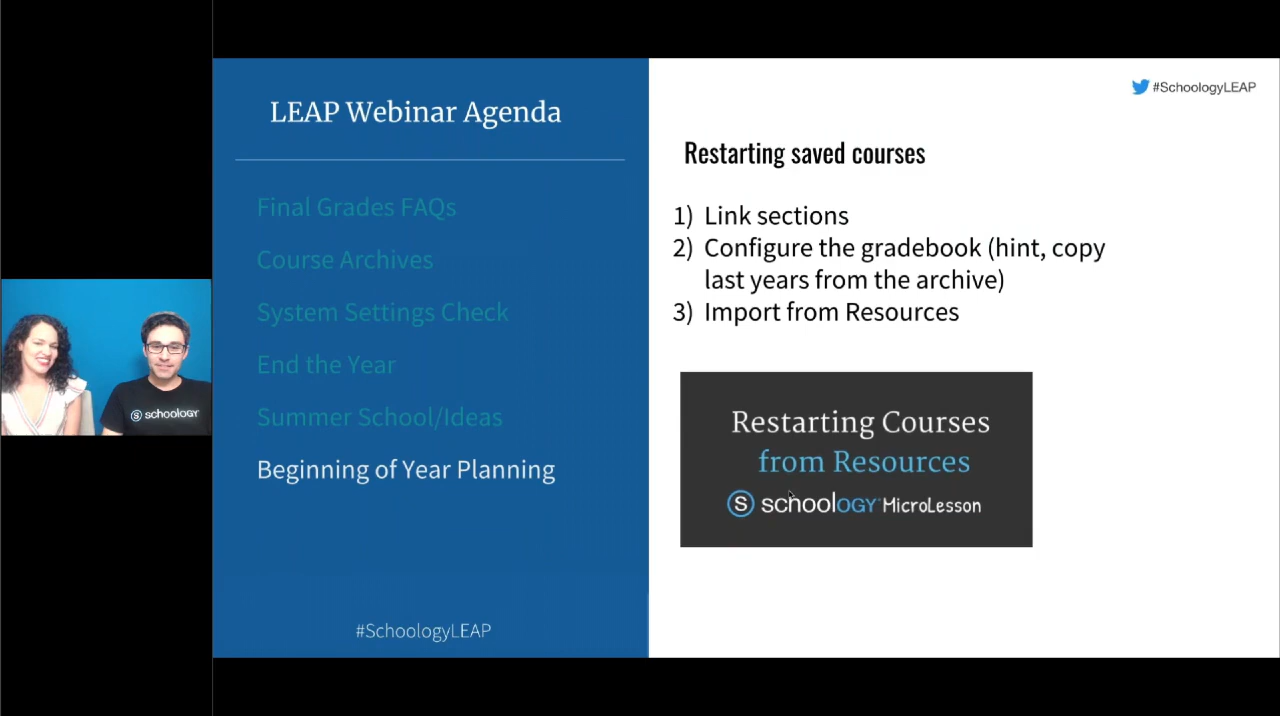 LEAP Webinar Agenda
Final Grades FAQs
Course Archives
System Settings Check
End the Year
Summer School/Ideas
Beginning of Year Planning
#SchoologyLEAP
#SchoologyLEAP
Restarting saved courses
1) Link sections
2) Configure the gradebook (hint, copy
last years from the archive)
3) Import from Resources
Restarting Courses
from Resources
S schoology MicroLesson
S schoology